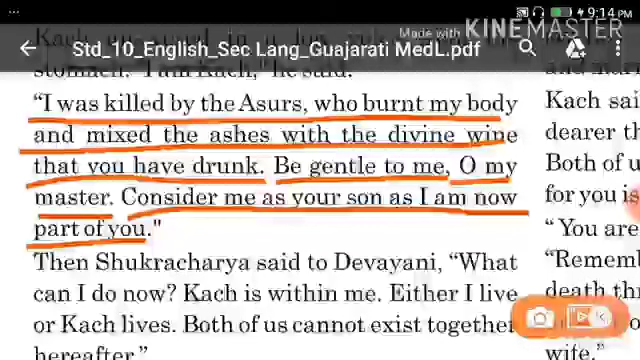 9:14 PM
Made with KINEMASTER
Std_10_English_Sec Lang_Guajarati MedL.pdf
stomach. "I am Kach," he said.
"I was killed by the Asurs, who burnt my body
and mixed the ashes with the divine wine
that you have drunk. Be gentle to me, O my
master. Consider me as your son as I am now
part of you."
Then Shukracharya said to Devayani, "What
can I do now? Kach is within me. Either I live
or Kach lives. Both of us cannot exist together
hereafter."
Kach sai
dearer th
Both of u
for you is
"You are
"Rememb
death thr
wife."